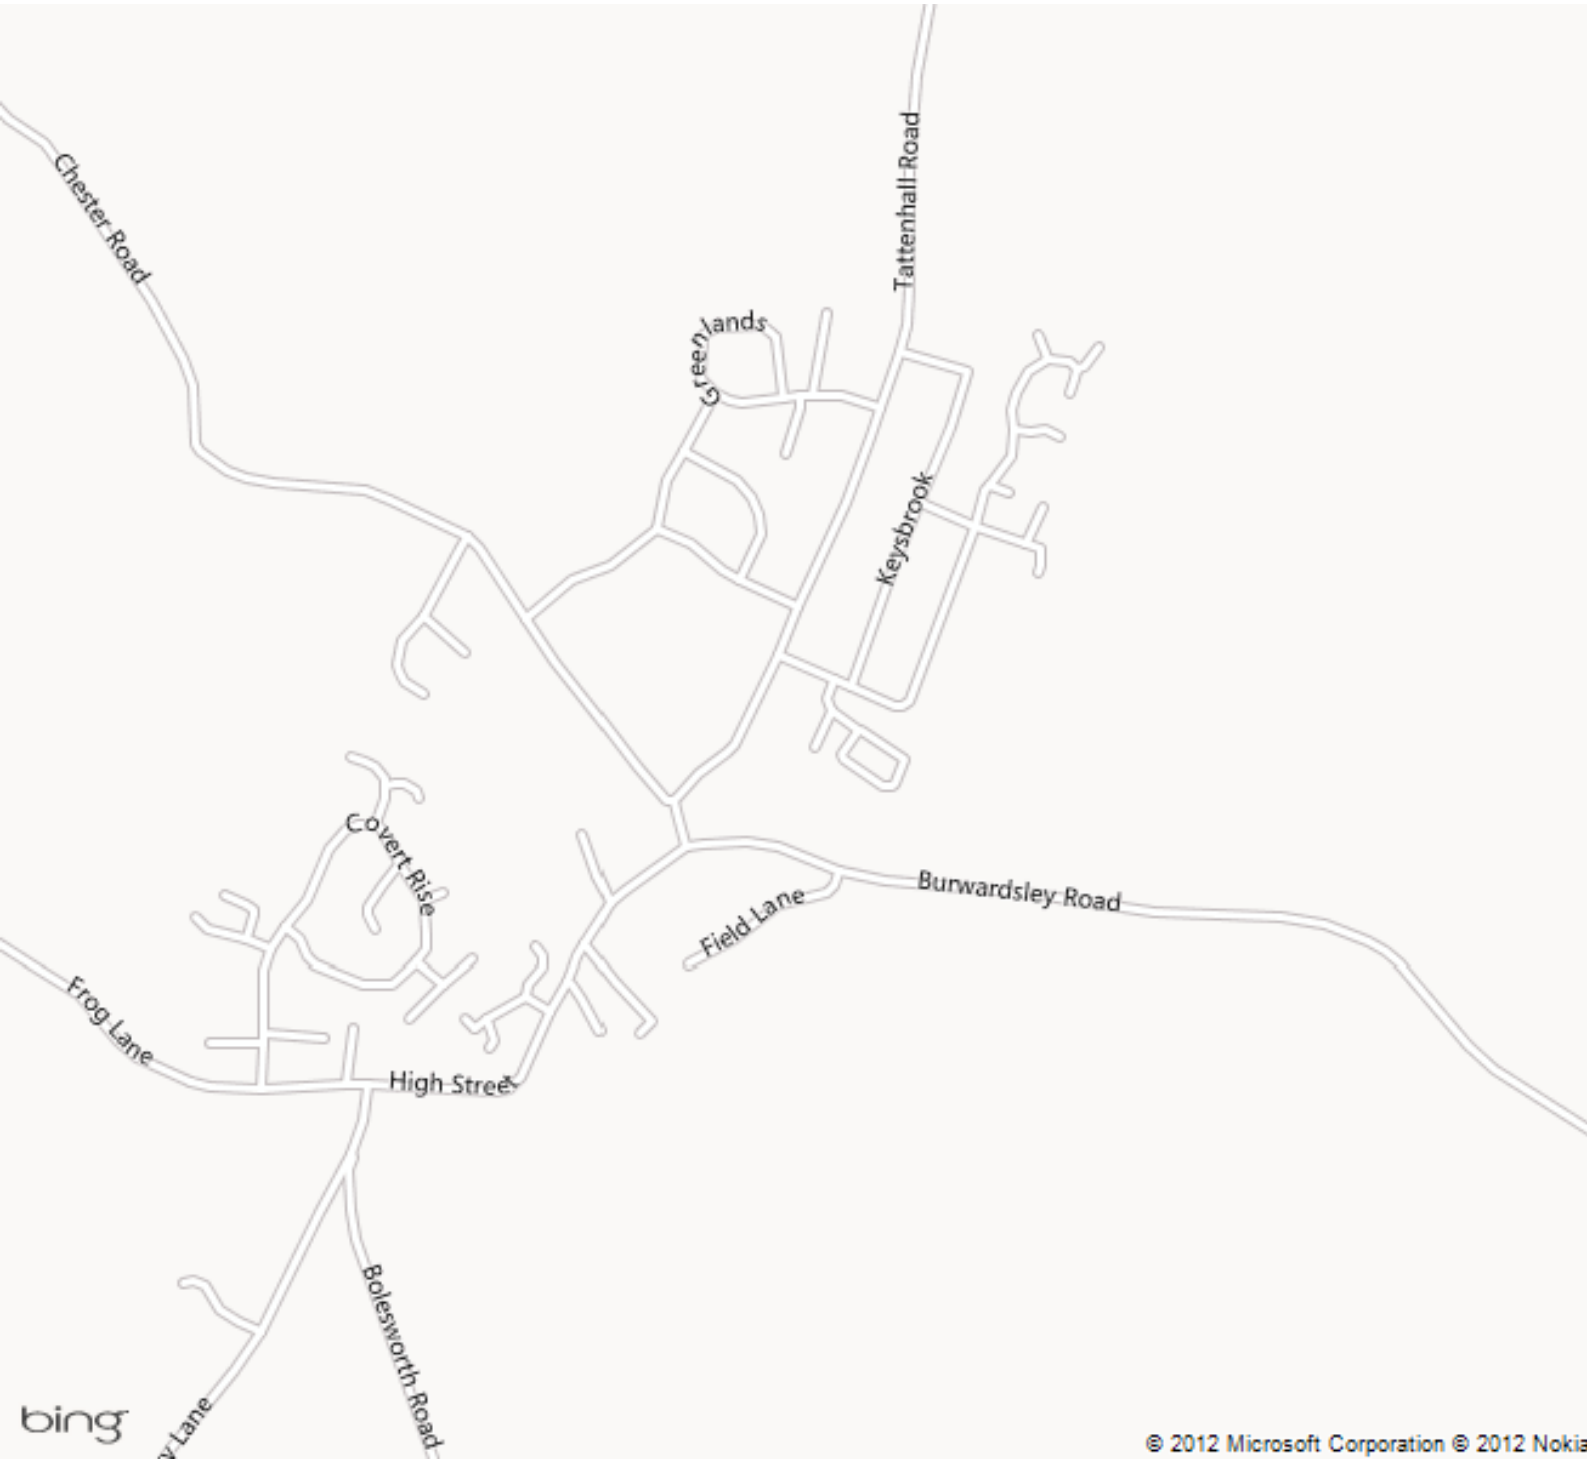 Chester Road
Tattenhall Road
Greenlands
Keysbrook
Covert Rise
Burwardsley Road
Field Lane
Frog Lane
High Street
Bolesworth Road
y Lane
bing
© 2012 Microsoft Corporation © 2012 Nokia